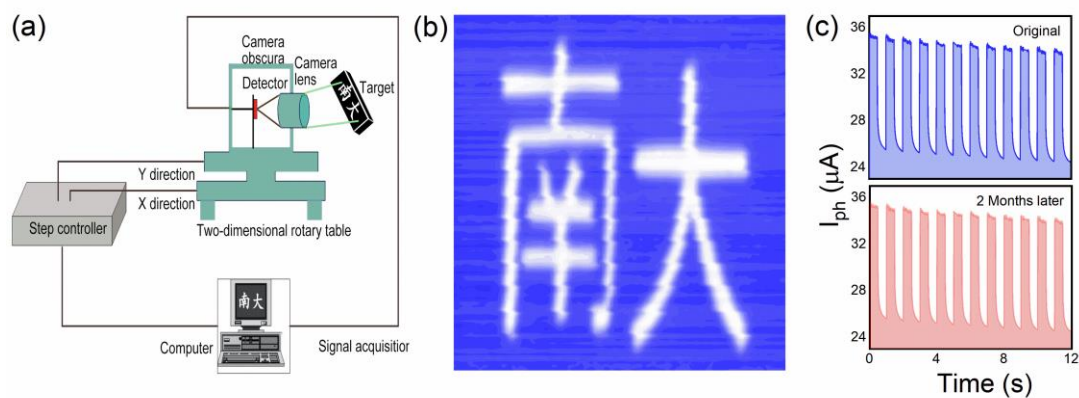 (a)
Camera
obscura
Camera
lens
Detector
Target
南大
Y direction
X direction
Step controller
Two-dimensional rotary table
南大
Computer
Signal acquisitior
(b)
南大
(c)
Original
36
32
28
24
2 Months later
36
32
28
24
I_ph (μA)
0
4
8
12
Time (s)